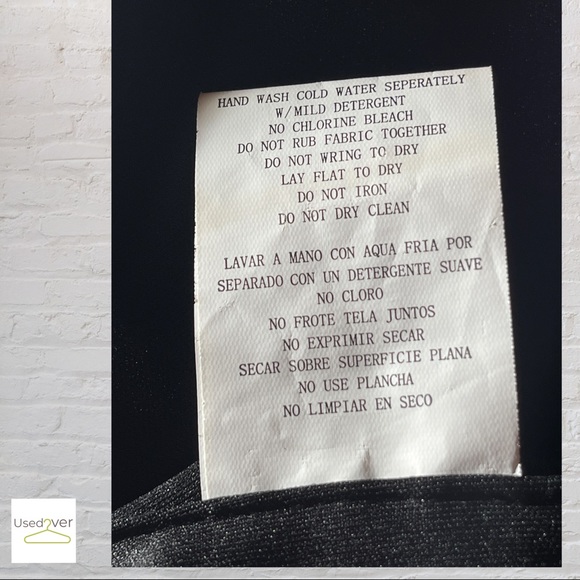 HAND WASH COLD WATER SEPERATELY
W/MILD DETERGENT
NO CHLORINE BLEACH
DO NOT RUB FABRIC TOGETHER
DO NOT WRING TO DRY
LAY FLAT TO DRY
DO NOT IRON
DO NOT DRY CLEAN
LAVAR A MANO CON AQUA FRIA POR
SEPARADO CON UN DETERGENTE SUAVE
NO CLORO
NO FROTE TELA JUNTOS
NO EXPRIMIR SECAR
SECAR SOBRE SUPERFICIE PLANA
NO USE PLANCHA
NO LIMPIAR EN SECO
Used2ver